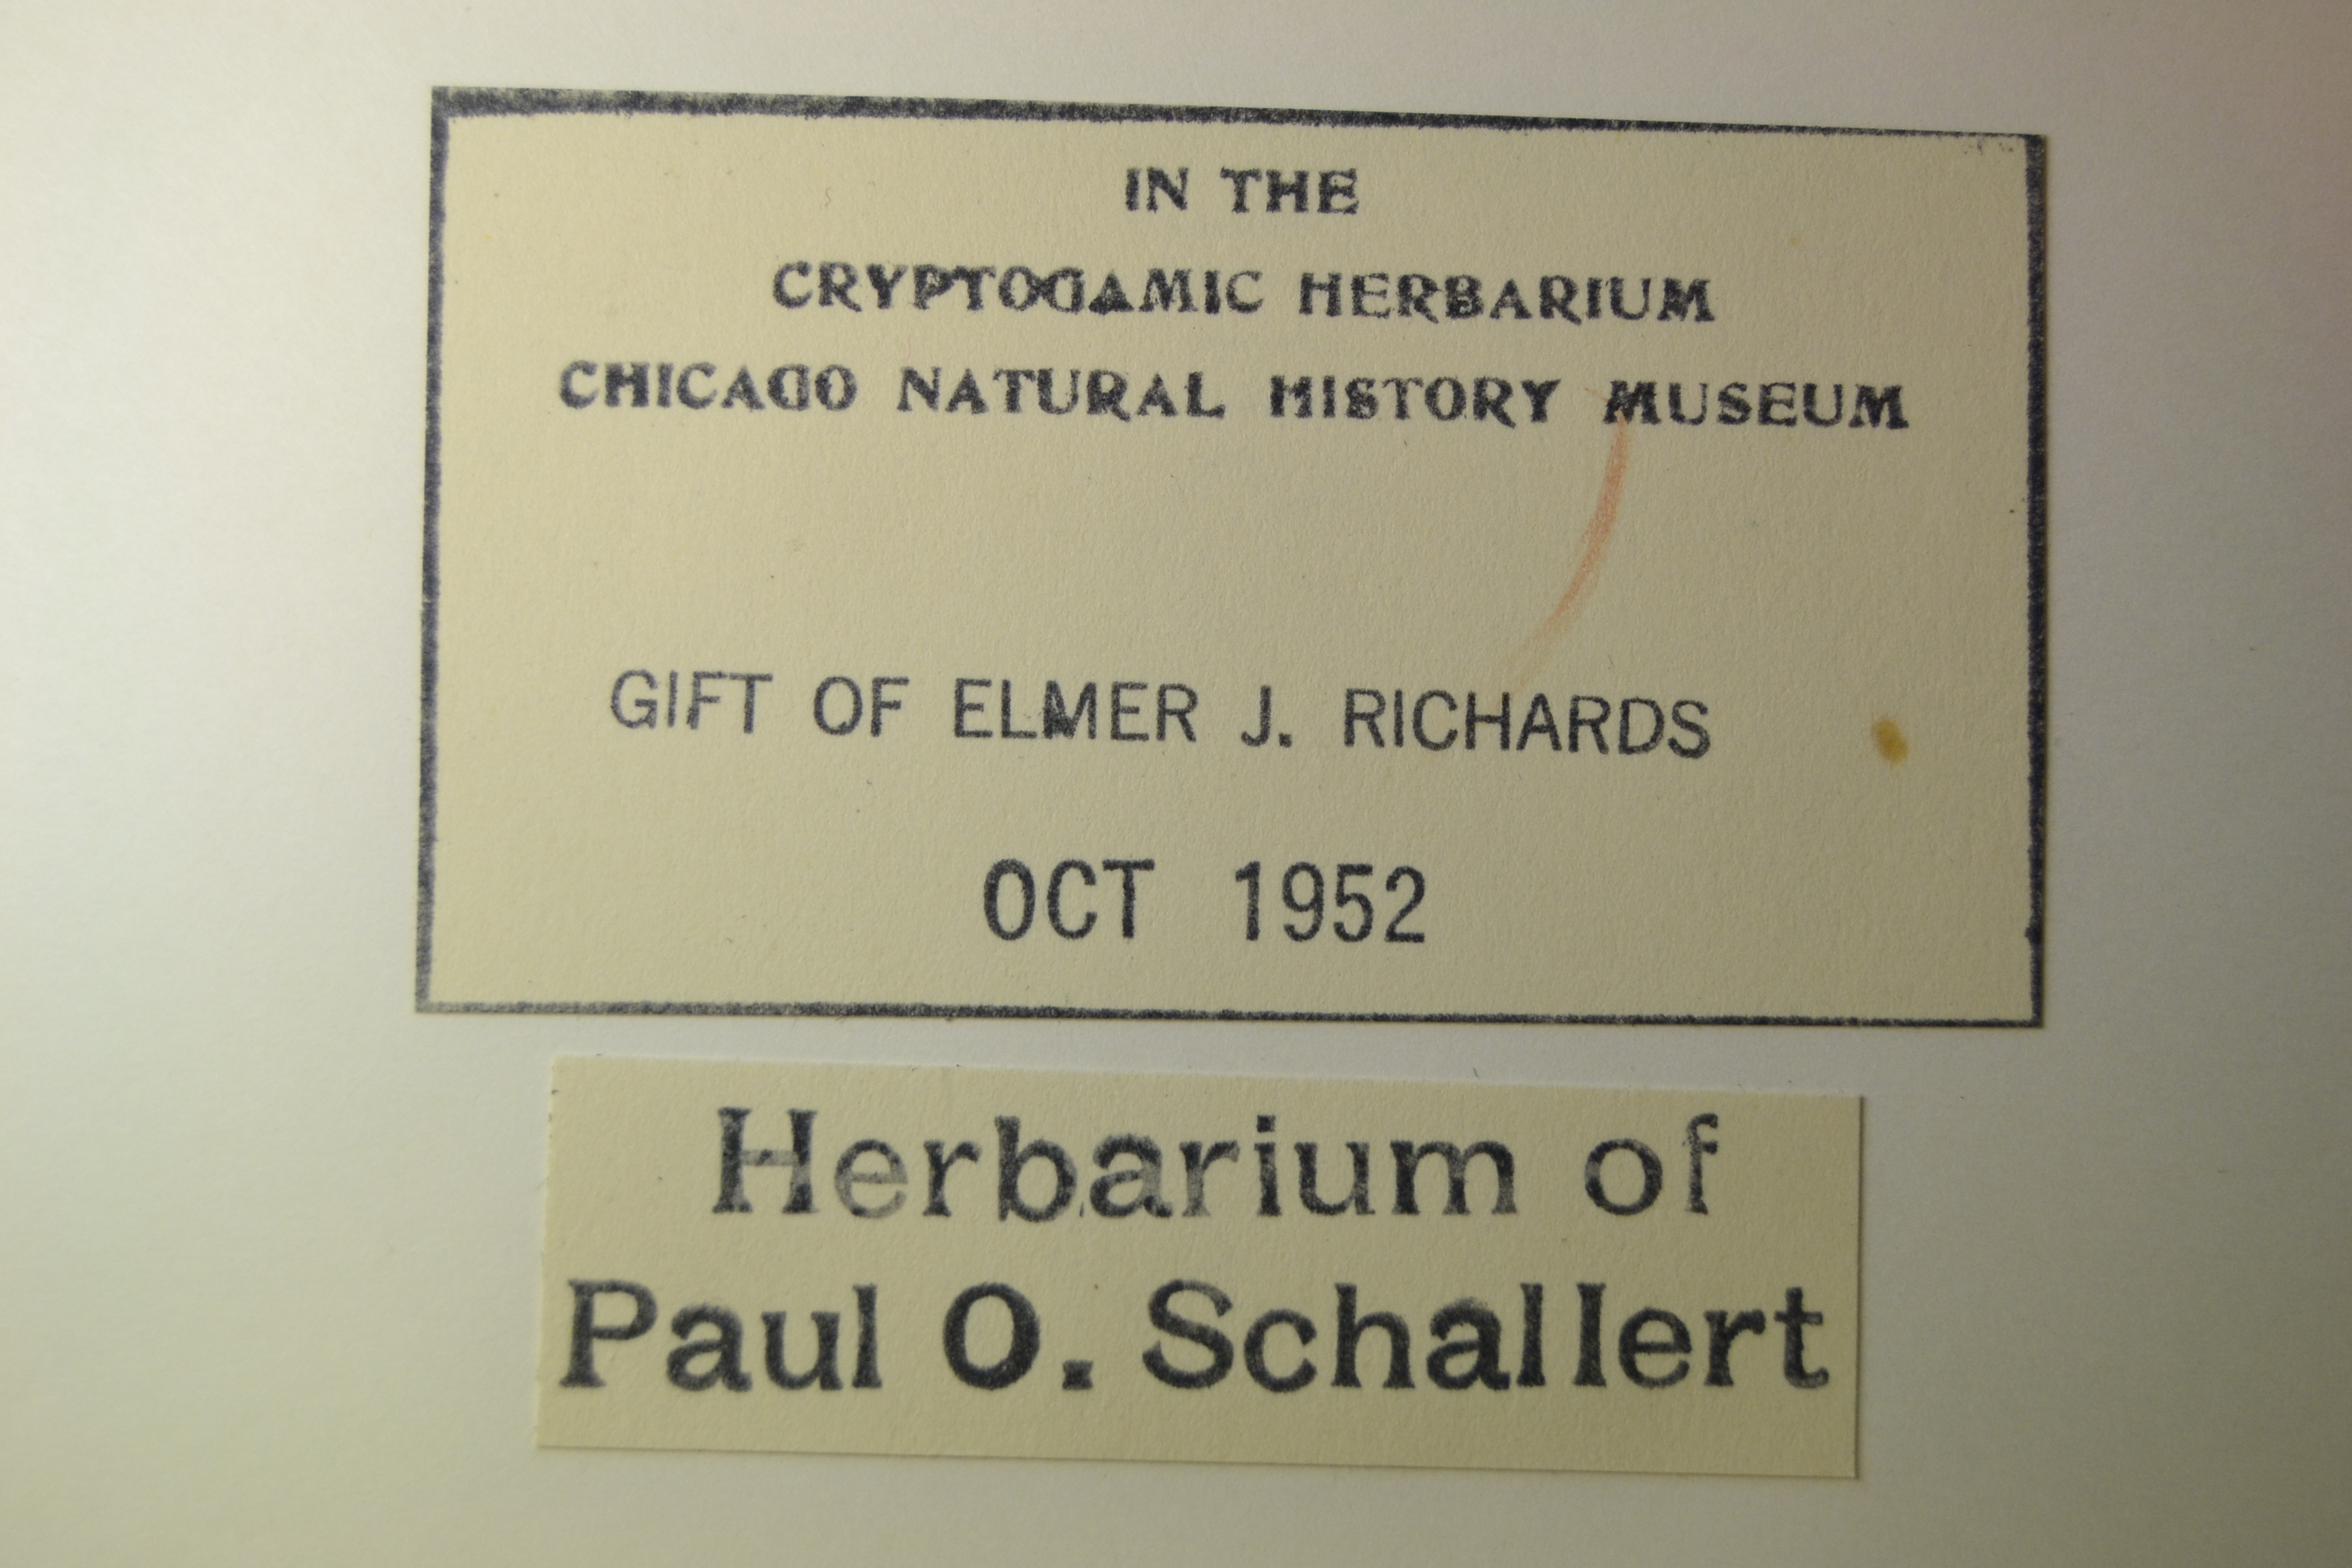 IN THE
CRYPTOGAMIC HERBARIUM
CHICAGO NATURAL HISTORY MUSEUM
GIFT OF ELMER J. RICHARDS
OCT 1952
Herbarium of
Paul O. Schallert